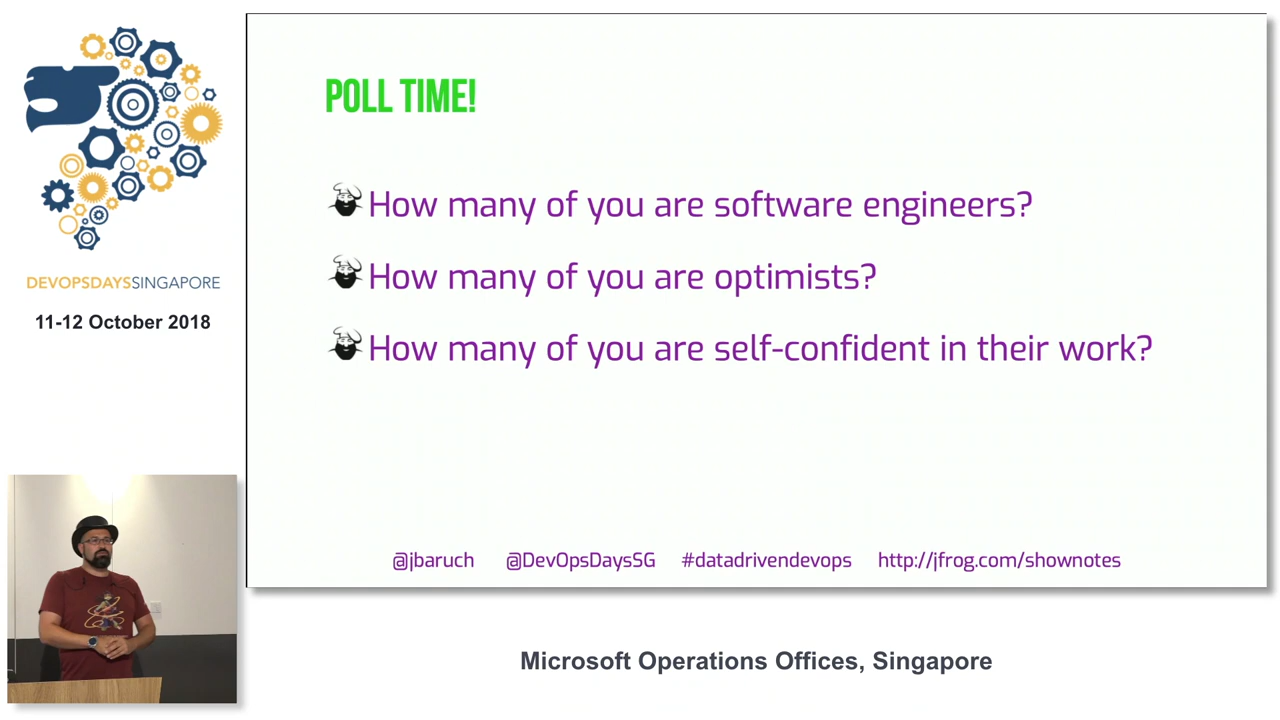 POLL TIME!
How many of you are software engineers?
How many of you are optimists?
How many of you are self-confident in their work?
@jbaruch @DevOpsDaysSG #datadrivendevops http://jfrog.com/shownotes
DEVOPSDAYSSINGAPORE
11-12 October 2018
Microsoft Operations Offices, Singapore